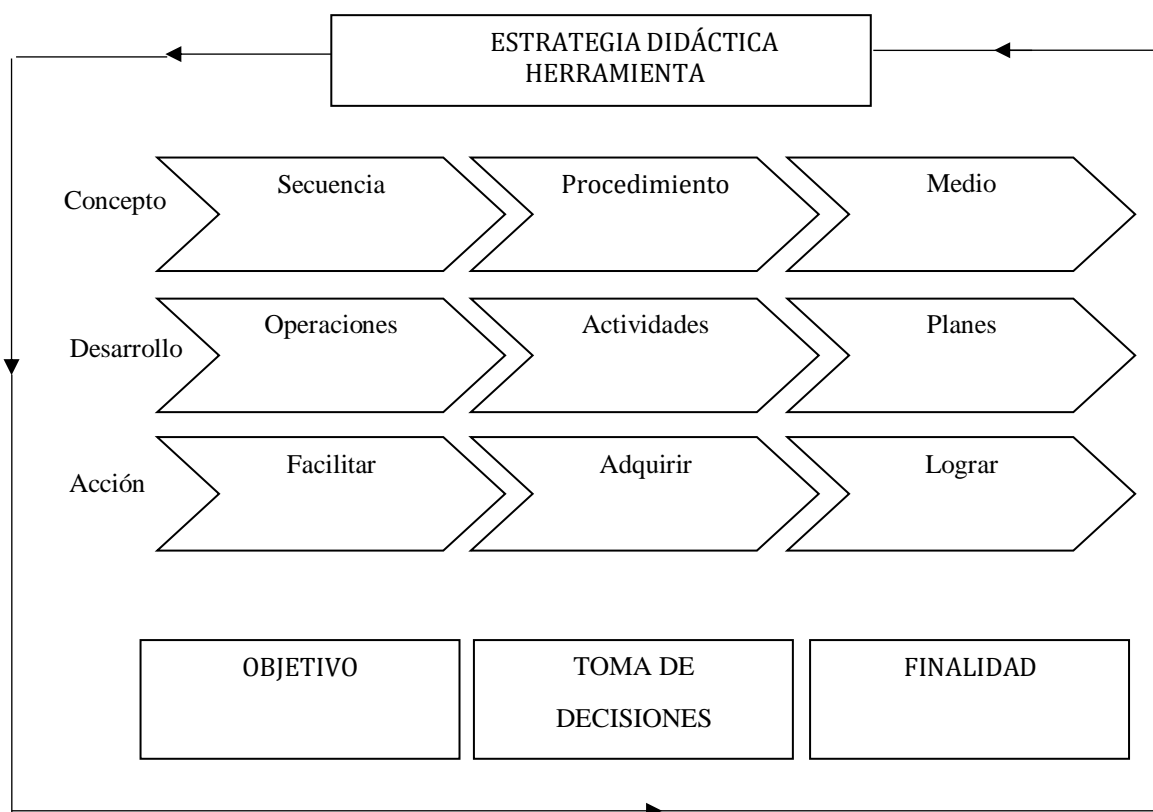 ESTRATEGIA DIDÁCTICA
HERRAMIENTA
Concepto
Secuencia
Procedimiento
Medio
Desarrollo
Operaciones
Actividades
Planes
Acción
Facilitar
Adquirir
Lograr
OBJETIVO
TOMA DE
DECISIONES
FINALIDAD